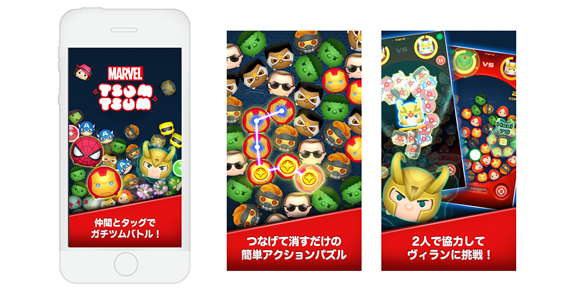 MARVEL
TSUM
TSUM
仲間とタッグで
ガチツムバトル！
つなげて消すだけの
簡単アクションパズル
VS
VS
2人で協力して
ヴィランに挑戦！